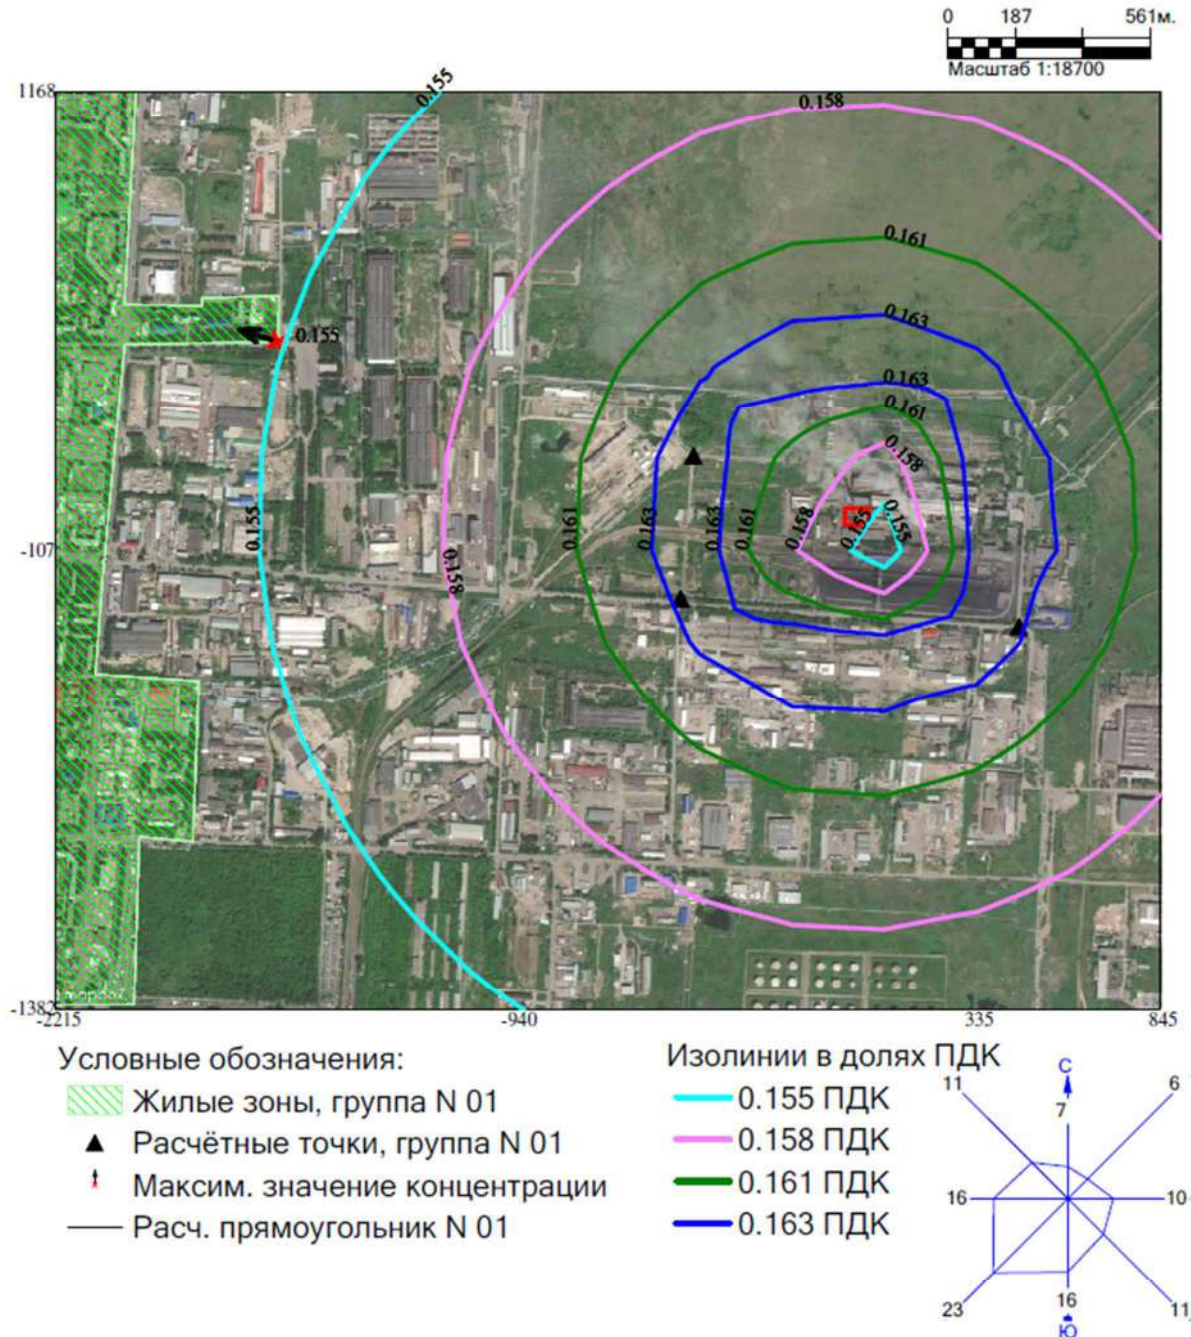 0 187 561м.
Масштаб 1:18700
1168
0.155
0.158
0.161
0.163
0.155
0.163
0.161
0.158
0.155
0.161
0.163
0.163
0.161
0.158
0.155
0.155
-107
0.158
-1382
-2215 -940 335 845
Условные обозначения:
Жилые зоны, группа N 01
Расчётные точки, группа N 01
Максим. значение концентрации
Расч. прямоугольник N 01
Изолинии в долях ПДК
0.155 ПДК
0.158 ПДК
0.161 ПДК
0.163 ПДК
С
11 6
7
16 10
23 16 11
Ю